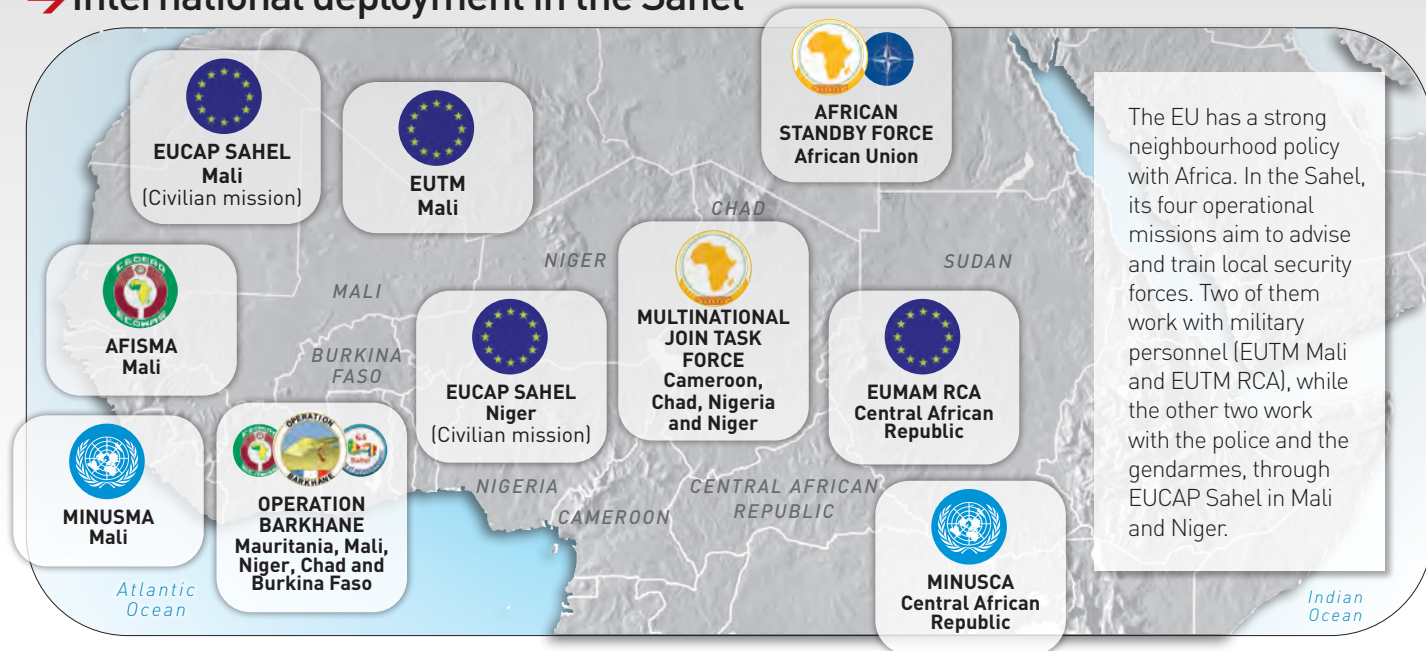 International deployment in the Sahel
EUCAP SAHEL
Mali
(Civilian mission)
EUTM
Mali
AFRICAN
STANDBY FORCE
African Union
The EU has a strong
neighbourhood policy
with Africa. In the Sahel,
its four operational
missions aim to advise
and train local security
forces. Two of them
work with military
personnel (EUTM Mali
and EUTM RCA), while
the other two work
with the police and the
gendarmes, through
EUCAP Sahel in Mali
and Niger.
CHAD
NIGER
SUDAN
MALI
BURKINA
FASO
AFISMA
Mali
EUCAP SAHEL
Niger
(Civilian mission)
MULTINATIONAL
JOIN TASK
FORCE
Cameroon,
Chad, Nigeria
and Niger
EUMAM RCA
Central African
Republic
MINUSMA
Mali
OPERATION
BARKHANE
OPERATION
BARKHANE
Mauritania, Mali,
Niger, Chad and
Burkina Faso
NIGERIA
CAMEROON
CENTRAL AFRICAN
REPUBLIC
MINUSCA
Central African
Republic
Atlantic
Ocean
Indian
Ocean